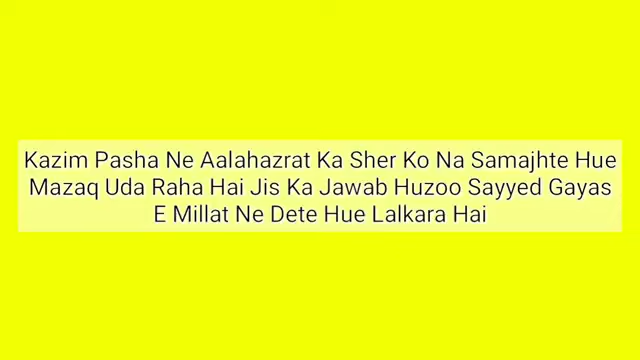 Kazim Pasha Ne Aalahazrat Ka Sher Ko Na Samajhte Hue
Mazaq Uda Raha Hai Jis Ka Jawab Huzoo Sayyed Gayas
E Millat Ne Dete Hue Lalkara Hai